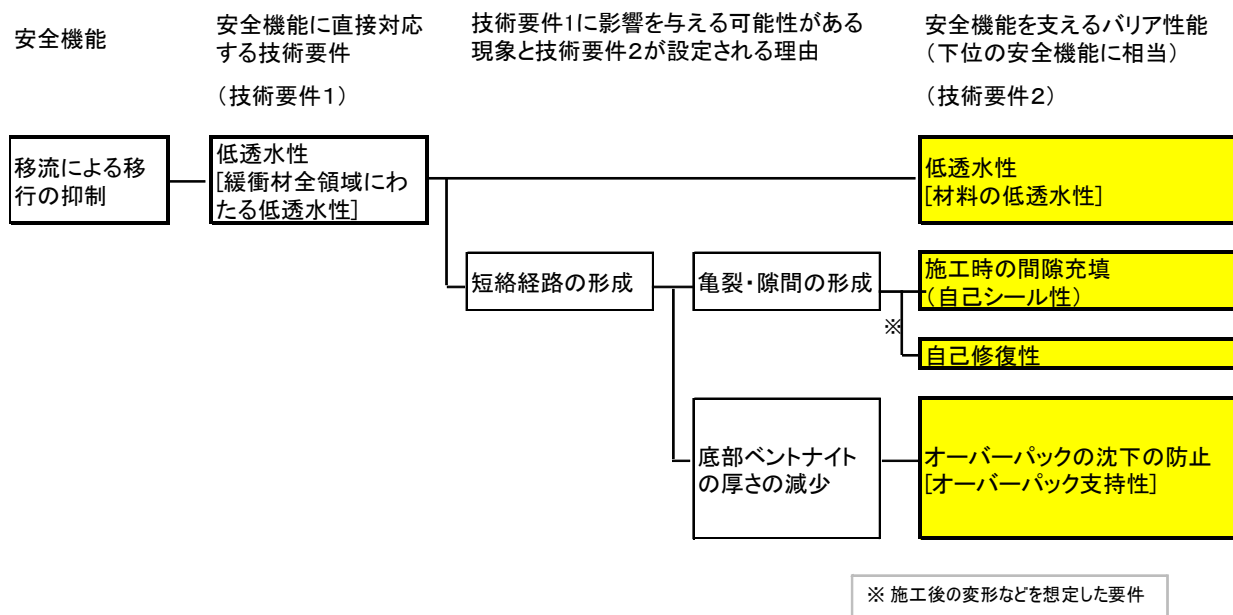 安全機能
安全機能に直接対応
する技術要件
（技術要件１）
技術要件1に影響を与える可能性がある
現象と技術要件2が設定される理由
安全機能を支えるバリア性能
（下位の安全機能に相当）
（技術要件２）
移流による移
行の抑制
低透水性
[緩衝材全領域にわ
たる低透水性]
低透水性
[材料の低透水性]
短絡経路の形成
亀裂・隙間の形成
施工時の間隙充填
（自己シール性）
※
自己修復性
底部ベントナイト
の厚さの減少
オーバーパックの沈下の防止
[オーバーパック支持性]
※ 施工後の変形などを想定した要件